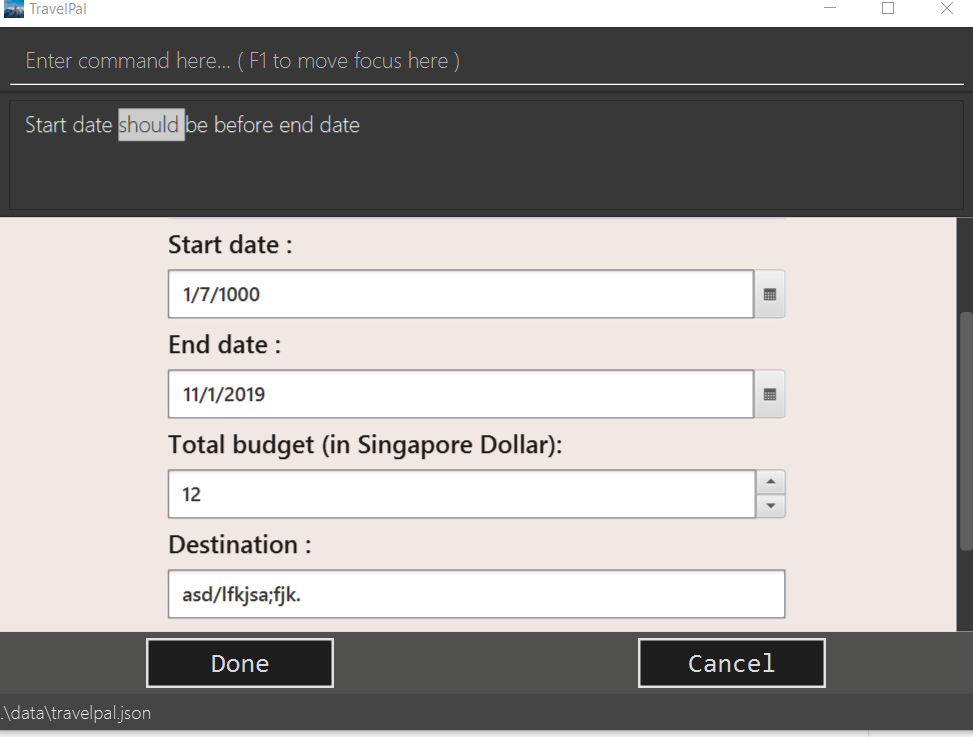 TravelPal
Enter command here... ( F1 to move focus here )
Start date should be before end date
Start date :
1/7/1000
End date :
11/1/2019
Total budget (in Singapore Dollar):
12
Destination :
asd/lfkjsa;fjk.
Done
Cancel
.\data\travelpal.json